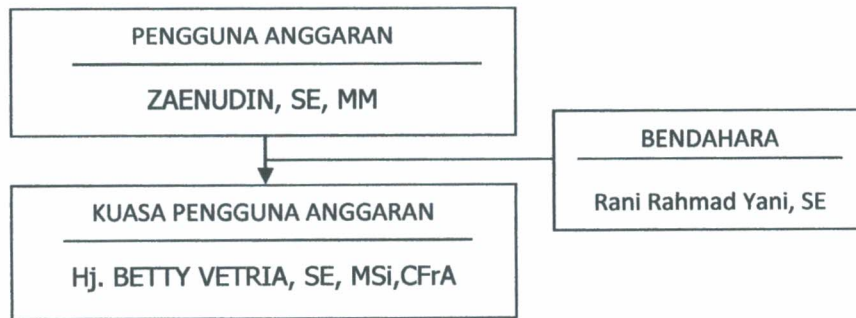 PENGGUNA ANGGARAN
ZAENUDIN, SE, MM
BENDAHARA
Rani Rahmad Yani, SE
KUASA PENGGUNA ANGGARAN
Hj. BETTY VETRIA, SE, MSi,CFrA